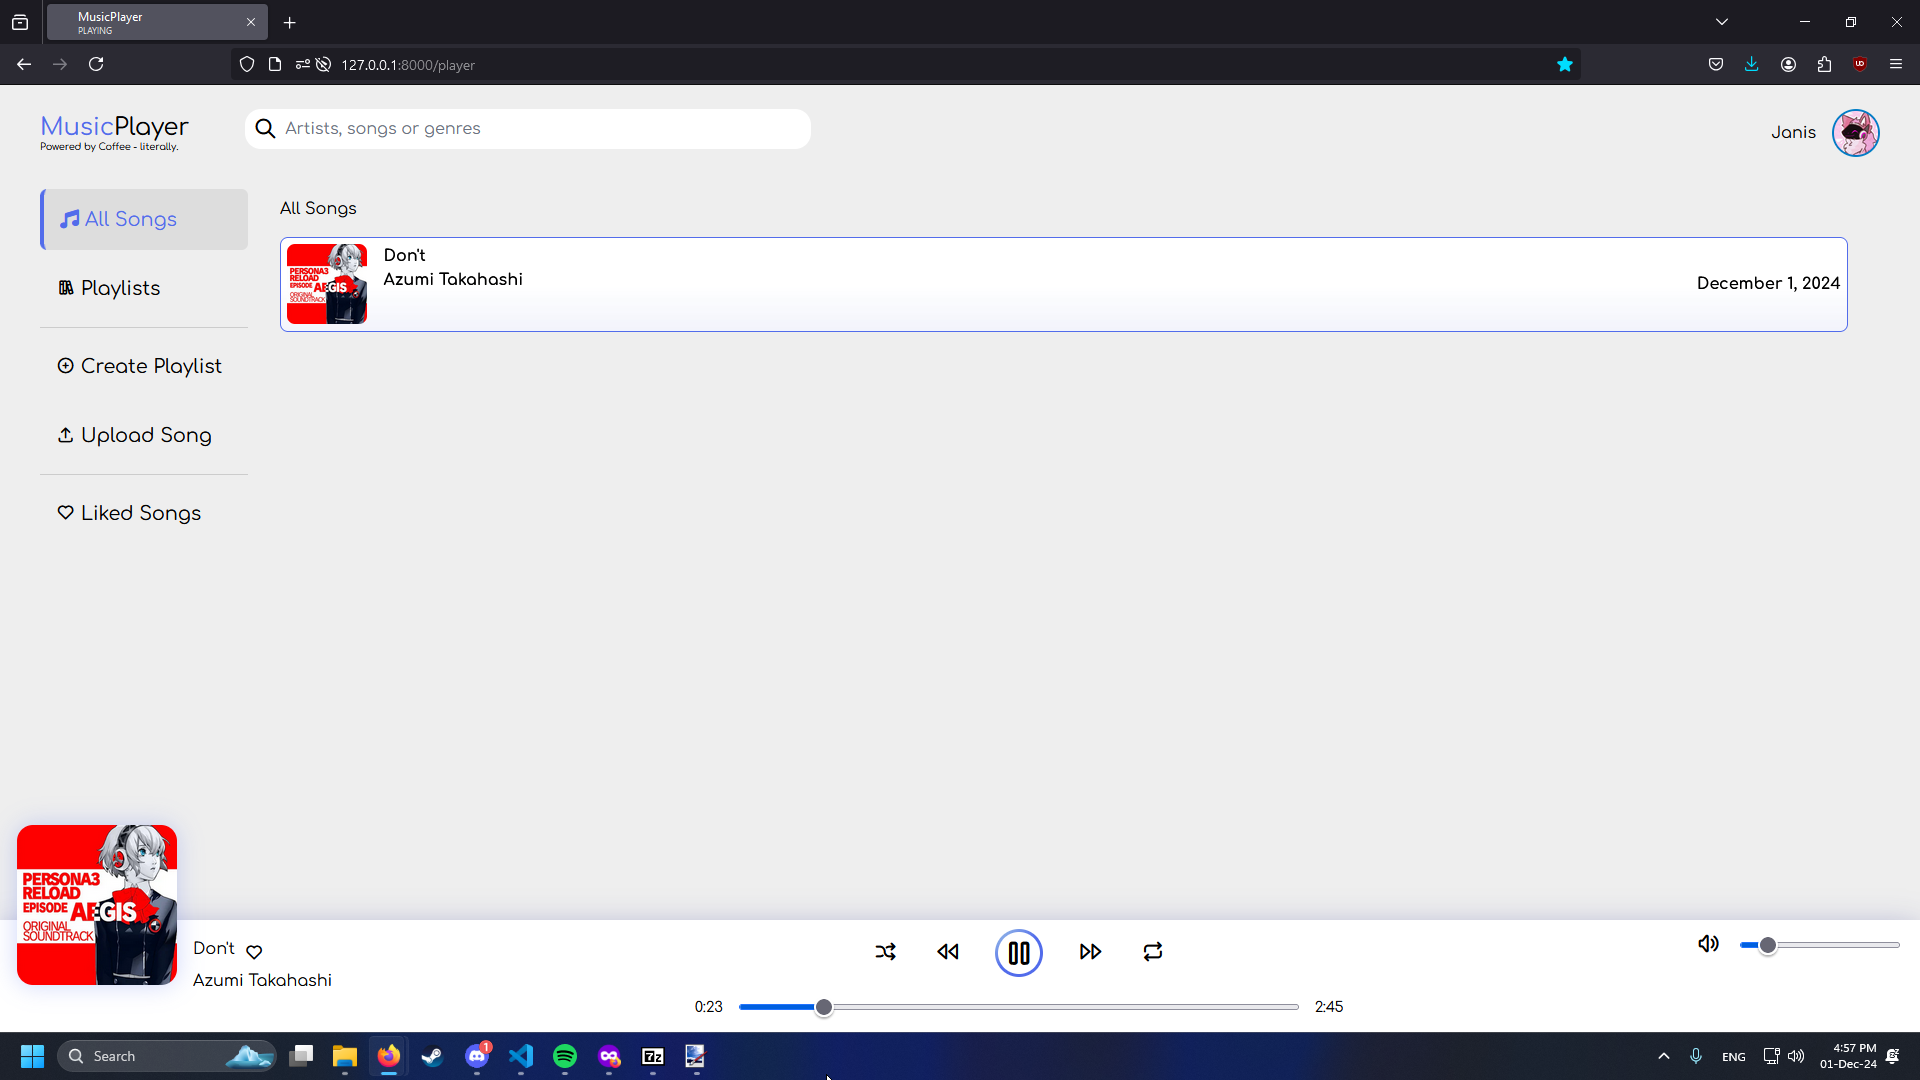 MusicPlayer
PLAYING
127.0.0.1:8000/player
MusicPlayer
Powered by Coffee - literally.
Artists, songs or genres
Janis
All Songs
Playlists
Create Playlist
Upload Song
Liked Songs
All Songs
PERSONA3
RELOAD
EPISODE AEGIS
ORIGINAL
SOUNDTRACK
Don't
Azumi Takahashi
December 1, 2024
PERSONA3
RELOAD
EPISODE AEGIS
ORIGINAL
SOUNDTRACK
Don't
Azumi Takahashi
0:23
2:45
Search
1
7z
ENG
4:57 PM
01-Dec-24